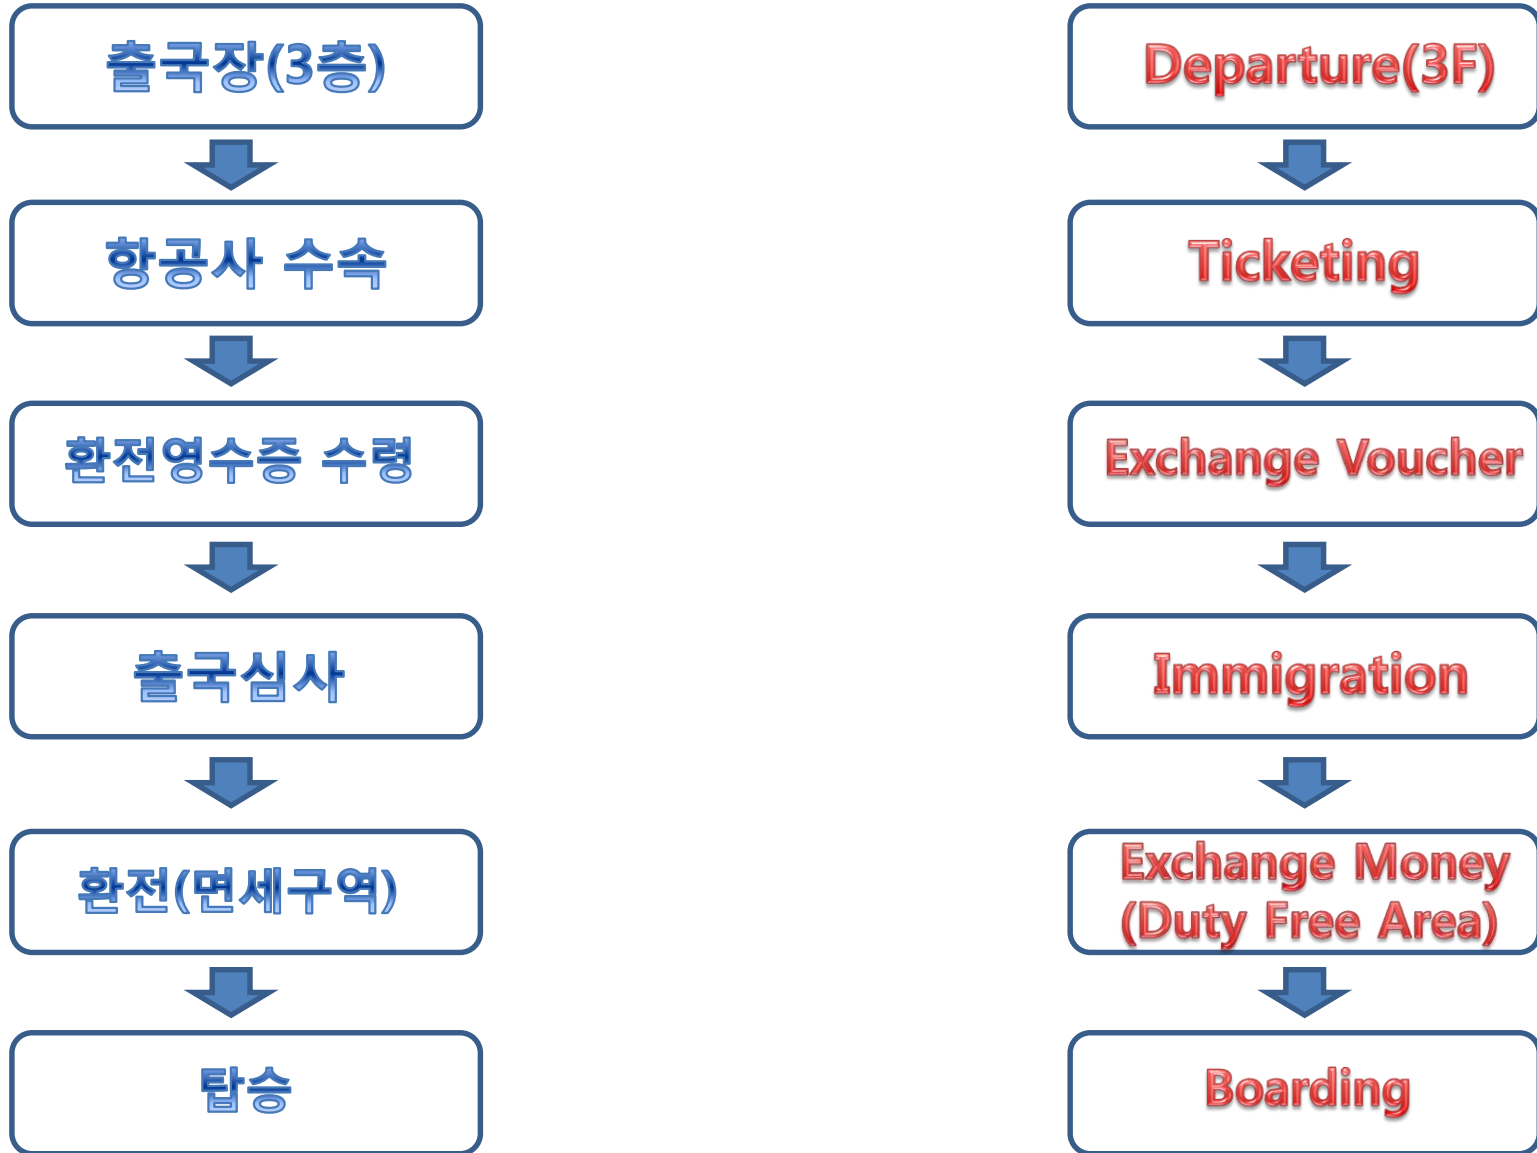 출국장(3층)
항공사 수속
환전영수증 수령
출국심사
환전(면세구역)
탑승
Departure(3F)
Ticketing
Exchange Voucher
Immigration
Exchange Money
(Duty Free Area)
Boarding